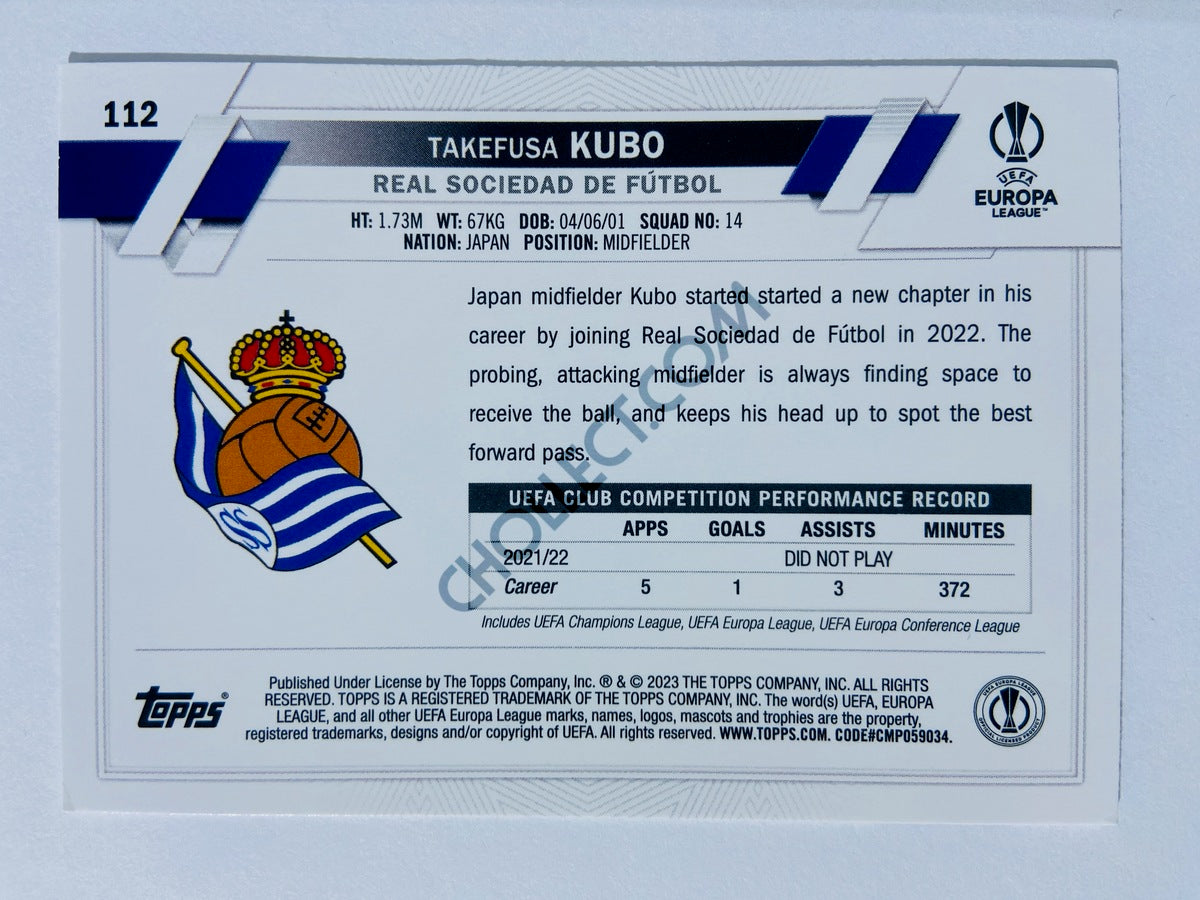 112
TAKEFUSA KUBO
REAL SOCIEDAD DE FÚTBOL
UEFA
EUROPA
LEAGUE™
HT: 1.73M WT: 67KG DOB: 04/06/01 SQUAD NO: 14
NATION: JAPAN POSITION: MIDFIELDER
Japan midfielder Kubo started started a new chapter in his
career by joining Real Sociedad de Fútbol in 2022. The
probing, attacking midfielder is always finding space to
receive the ball, and keeps his head up to spot the best
forward pass.
CHOLLECT.COM
UEFA CLUB COMPETITION PERFORMANCE RECORD
APPS GOALS ASSISTS MINUTES
2021/22 DID NOT PLAY
Career 5 1 3 372
Includes UEFA Champions League, UEFA Europa League, UEFA Europa Conference League
TOPPS®
Published Under License by The Topps Company, Inc. ® & © 2023 THE TOPPS COMPANY, INC. ALL RIGHTS
RESERVED. TOPPS IS A REGISTERED TRADEMARK OF THE TOPPS COMPANY, INC. The word(s) UEFA, EUROPA
LEAGUE, and all other UEFA Europa League marks, names, logos, mascots and trophies are the property,
registered trademarks, designs and/or copyright of UEFA. All rights reserved. WWW.TOPPS.COM. CODE#CMP059034.
UEFA EUROPA LEAGUE
OFFICIAL LICENSED PRODUCT